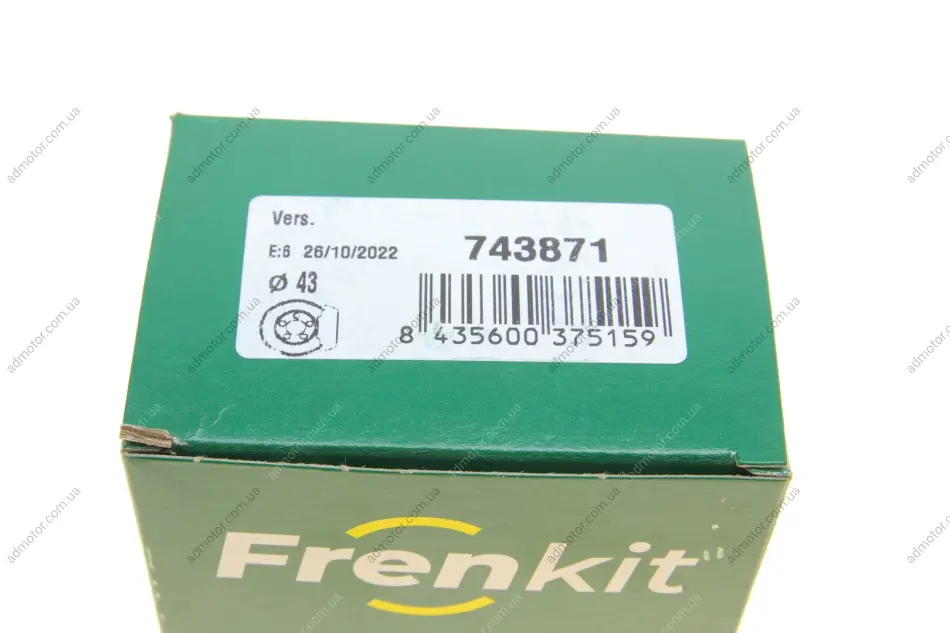 Vers.
E:6 26/10/2022
743871
Ø 43
8 435600 375159
Frenkit
admotor.com.ua